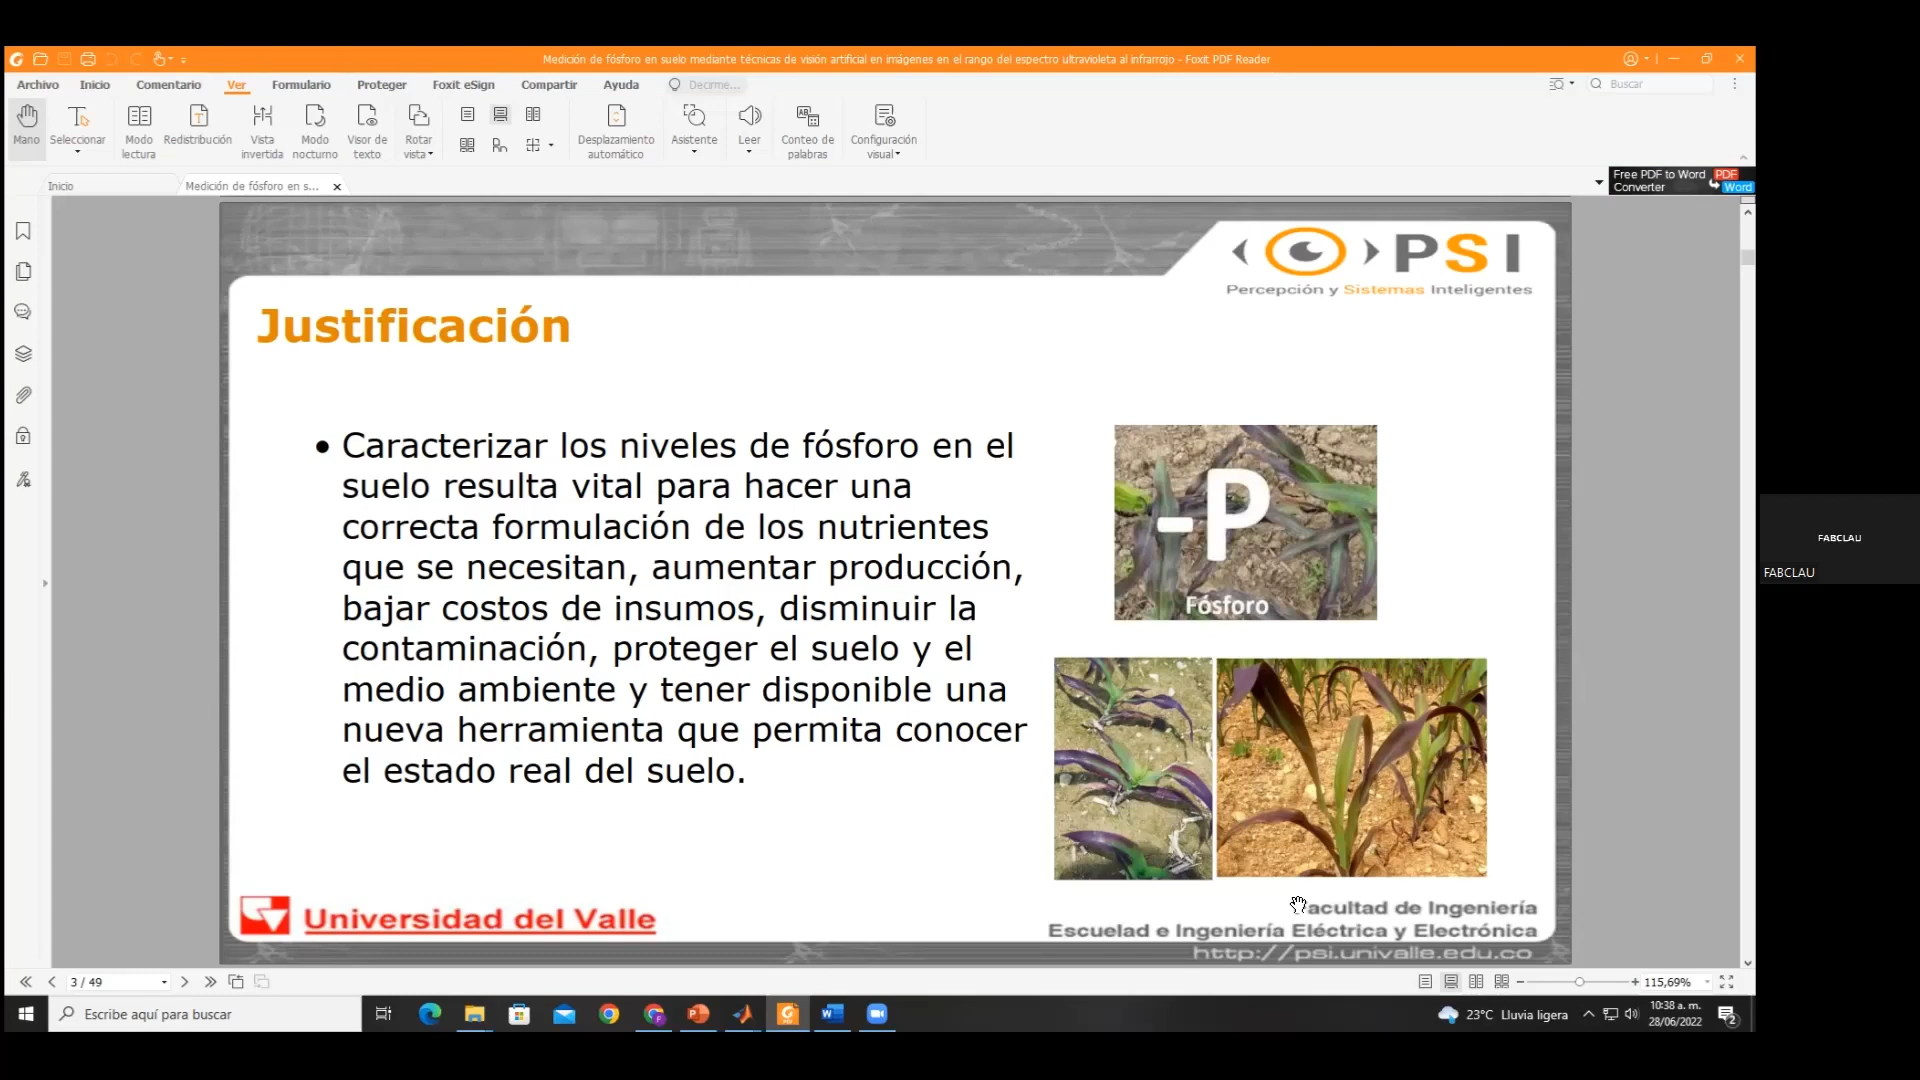 Medición de fósforo en suelo mediante técnicas de visión artificial en imágenes en el rango del espectro ultravioleta al infrarrojo - Foxit PDF Reader
Archivo Inicio Comentario Ver Formulario Proteger Foxit eSign Compartir Ayuda Decirme... Buscar
Mano Seleccionar Modo lectura Redistribución Vista invertida Modo nocturno Visor de texto Rotar vista Desplazamiento automático Asistente Leer Conteo de palabras Configuración visual
Inicio Medición de fósforo en s...
Free PDF to Word Converter PDF Word
PSI
Percepción y Sistemas Inteligentes
Justificación
• Caracterizar los niveles de fósforo en el
suelo resulta vital para hacer una
correcta formulación de los nutrientes
que se necesitan, aumentar producción,
bajar costos de insumos, disminuir la
contaminación, proteger el suelo y el
medio ambiente y tener disponible una
nueva herramienta que permita conocer
el estado real del suelo.
-P
Fósforo
FABCLAU
FABCLAU
Universidad del Valle
acultad de Ingeniería
Escuelad e Ingeniería Eléctrica y Electrónica
http://psi.univalle.edu.co
3 / 49
115,69%
Escribe aquí para buscar
23°C Lluvia ligera
10:38 a. m.
28/06/2022
2